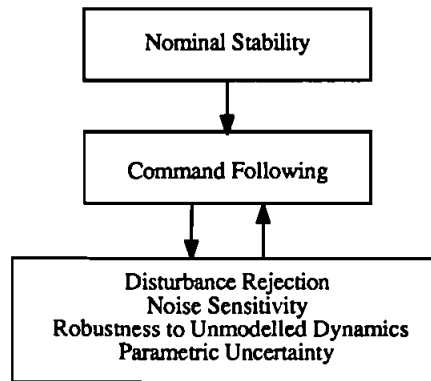 Nominal Stability
Command Following
Disturbance Rejection
Noise Sensitivity
Robustness to Unmodelled Dynamics
Parametric Uncertainty